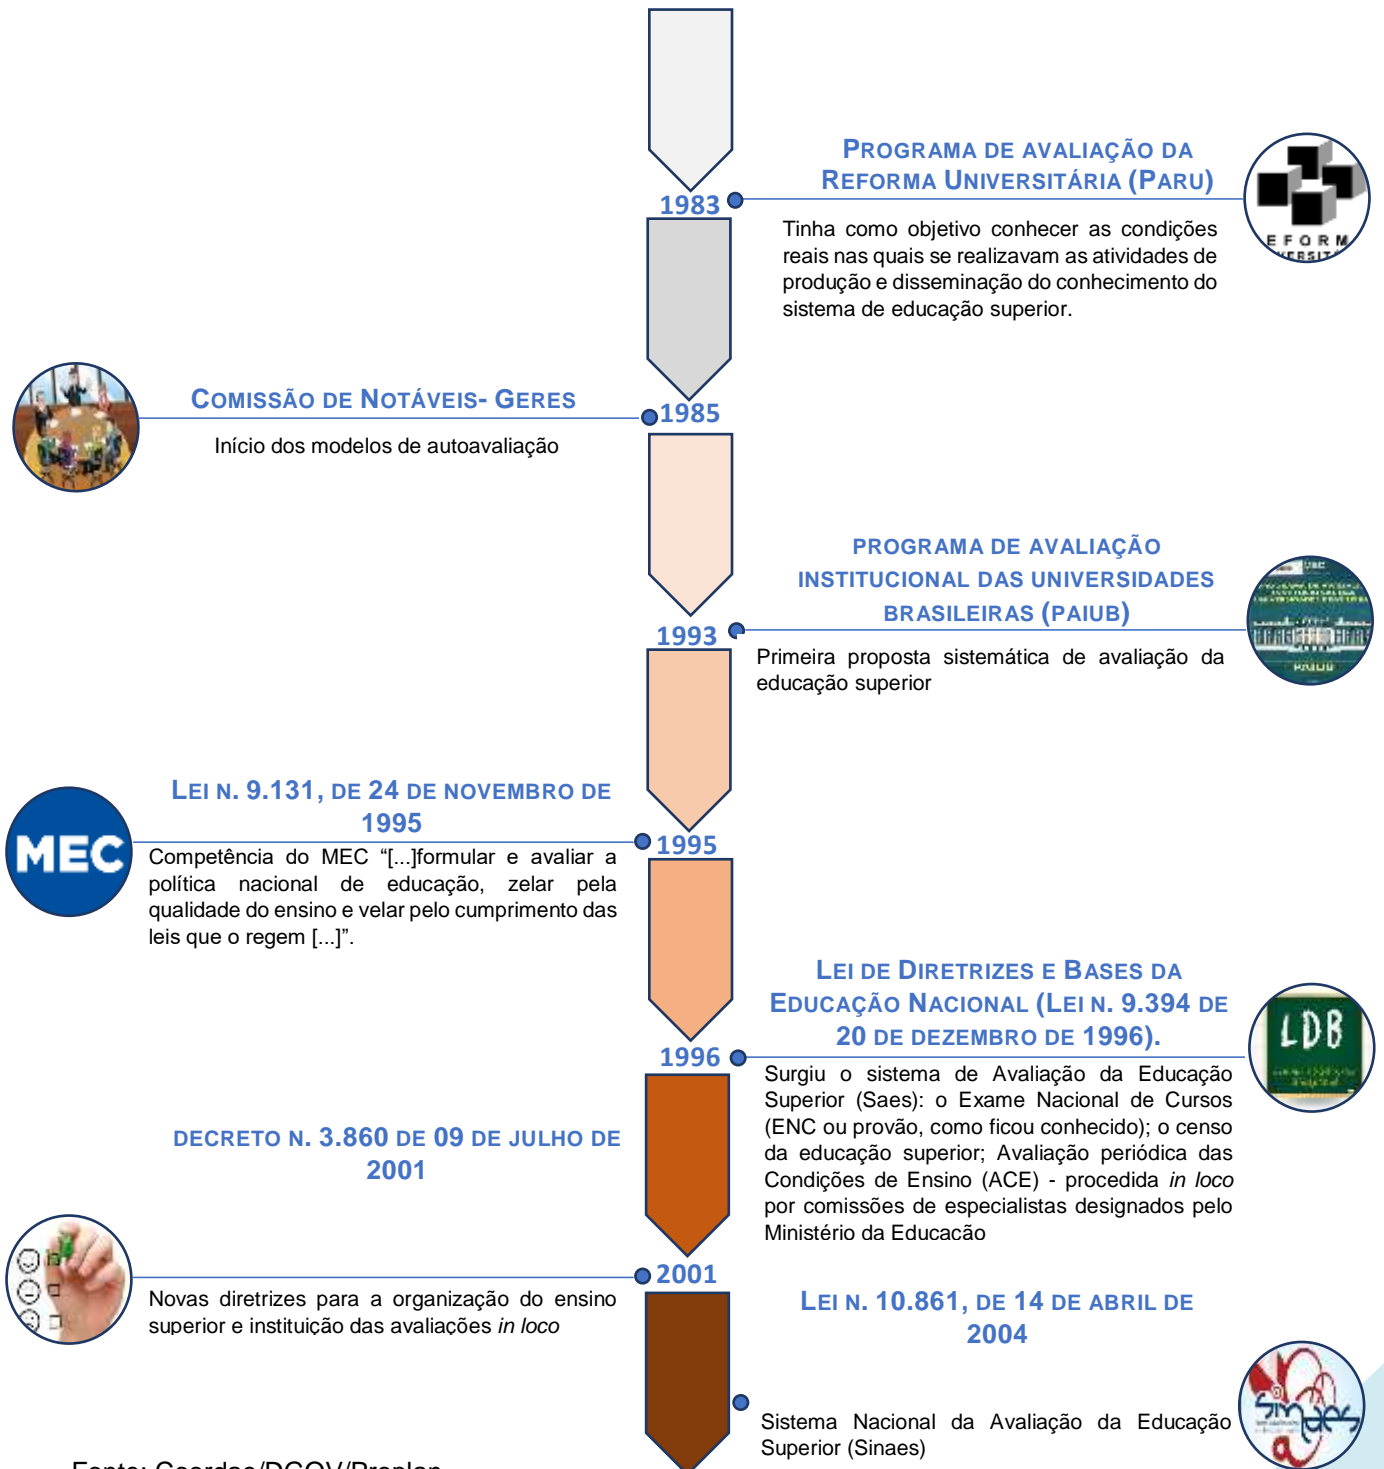 PROGRAMA DE AVALIAÇÃO DA
REFORMA UNIVERSITÁRIA (PARU)
1983
Tinha como objetivo conhecer as condições
reais nas quais se realizavam as atividades de
produção e disseminação do conhecimento do
sistema de educação superior.
EFORM
COMISSÃO DE NOTÁVEIS- GERES
1985
Início dos modelos de autoavaliação
PROGRAMA DE AVALIAÇÃO
INSTITUCIONAL DAS UNIVERSIDADES
BRASILEIRAS (PAIUB)
1993
Primeira proposta sistemática de avaliação da
educação superior
PAIUB
LEI N. 9.131, DE 24 DE NOVEMBRO DE
1995
MEC
1995
Competência do MEC “[...]formular e avaliar a
política nacional de educação, zelar pela
qualidade do ensino e velar pelo cumprimento das
leis que o regem [...]”.
LEI DE DIRETRIZES E BASES DA
EDUCAÇÃO NACIONAL (LEI N. 9.394 DE
20 DE DEZEMBRO DE 1996).
LDB
1996
Surgiu o sistema de Avaliação da Educação
Superior (Saes): o Exame Nacional de Cursos
(ENC ou provão, como ficou conhecido); o censo
da educação superior; Avaliação periódica das
Condições de Ensino (ACE) - procedida in loco
por comissões de especialistas designados pelo
Ministério da Educacão
DECRETO N. 3.860 DE 09 DE JULHO DE
2001
2001
Novas diretrizes para a organização do ensino
superior e instituição das avaliações in loco
LEI N. 10.861, DE 14 DE ABRIL DE
2004
Sistema Nacional da Avaliação da Educação
Superior (Sinaes)
sinaes
Fonte: Coordae/DGOV/Proplan